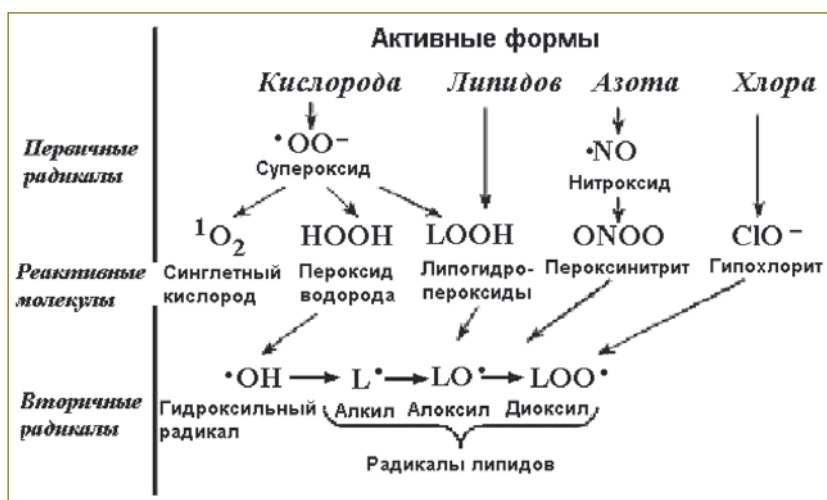 Активные формы
Кислорода Липидов Азота Хлора
Первичные
радикалы
•OO–
Супероксид
•NO
Нитроксид
Реактивные
молекулы
¹O₂ HOOH LOOH ONOO ClO–
Синглетный
кислород
Пероксид
водорода
Липогидро-
пероксиды
Пероксинитрит
Гипохлорит
Вторичные
радикалы
•OH L• LO• LOO•
Гидроксильный
радикал
Алкил Алоксил Диоксил
Радикалы липидов